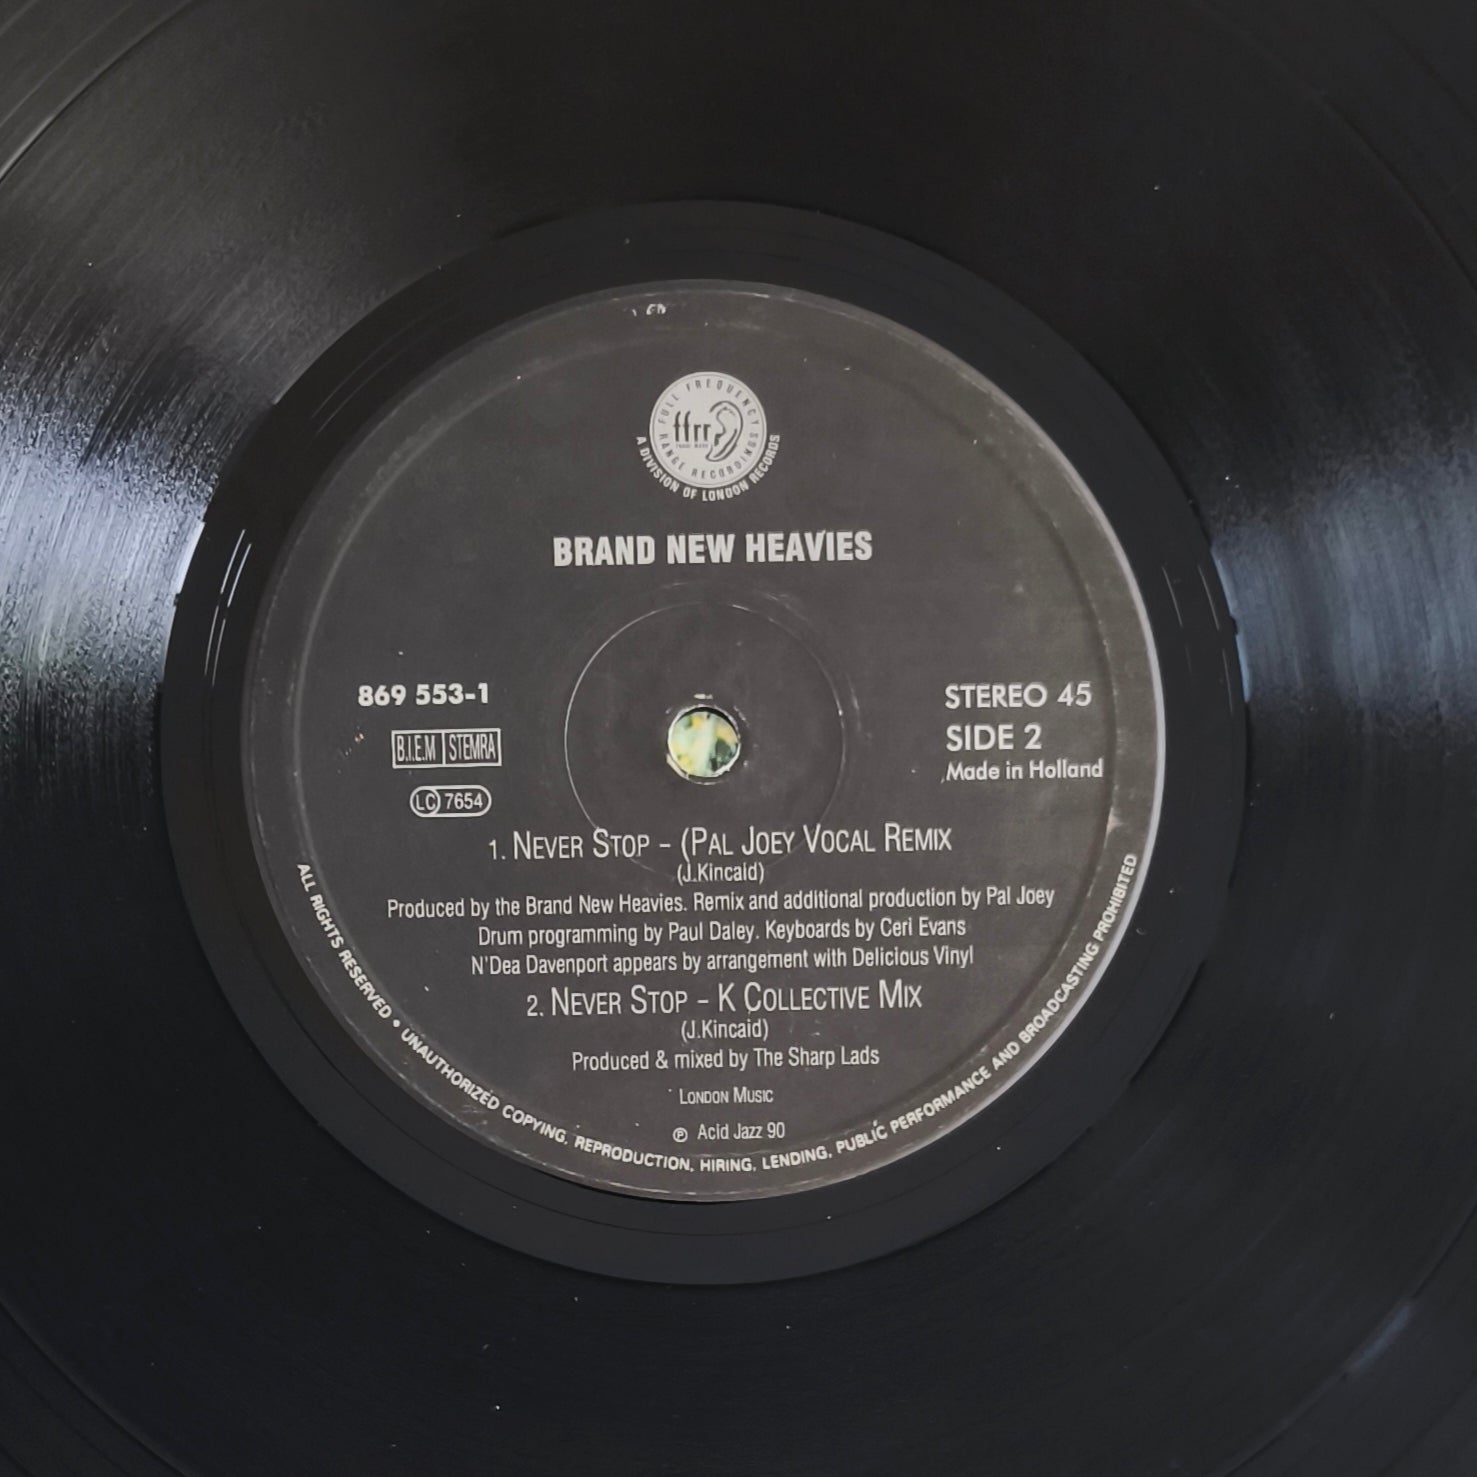 FULL FREQUENCY
ffrr
TRADE MARK
RANGE RECORDINGS
A DIVISION OF LONDON RECORDS
BRAND NEW HEAVIES
869 553-1
B.I.E.M STEMRA
LC 7654
STEREO 45
SIDE 2
Made in Holland
1. NEVER STOP - (PAL JOEY VOCAL REMIX
(J.Kincaid)
Produced by the Brand New Heavies. Remix and additional production by Pal Joey
Drum programming by Paul Daley. Keyboards by Ceri Evans
N'Dea Davenport appears by arrangement with Delicious Vinyl
2. NEVER STOP - K COLLECTIVE MIX
(J.Kincaid)
Produced & mixed by The Sharp Lads
LONDON MUSIC
℗ Acid Jazz 90
ALL RIGHTS RESERVED • UNAUTHORIZED COPYING, REPRODUCTION, HIRING, LENDING, PUBLIC PERFORMANCE AND BROADCASTING PROHIBITED